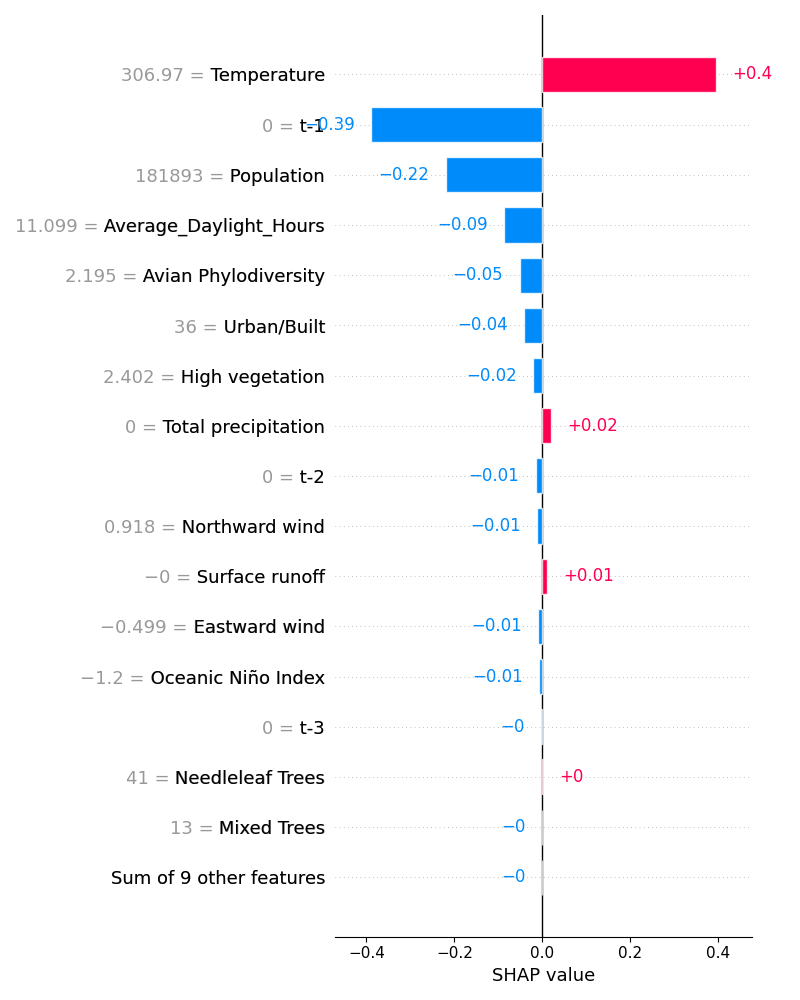 306.97 = Temperature +0.4
0 = t-1 −0.39
181893 = Population −0.22
11.099 = Average_Daylight_Hours −0.09
2.195 = Avian Phylodiversity −0.05
36 = Urban/Built −0.04
2.402 = High vegetation −0.02
0 = Total precipitation +0.02
0 = t-2 −0.01
0.918 = Northward wind −0.01
−0 = Surface runoff +0.01
−0.499 = Eastward wind −0.01
−1.2 = Oceanic Niño Index −0.01
0 = t-3 −0
41 = Needleleaf Trees +0
13 = Mixed Trees −0
Sum of 9 other features −0
−0.4 −0.2 0.0 0.2 0.4
SHAP value